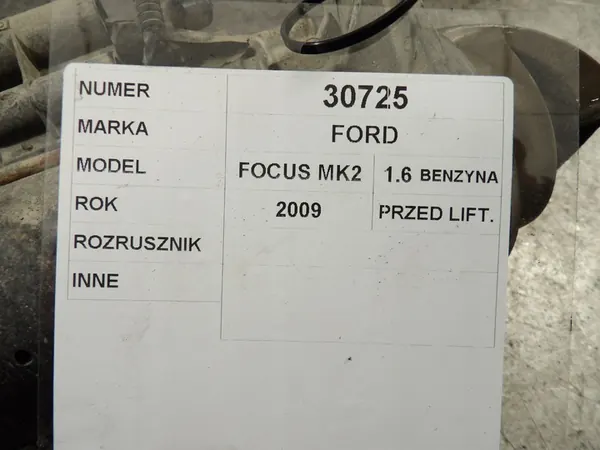 NUMER 30725
MARKA FORD
MODEL FOCUS MK2 1.6 BENZYNA
ROK 2009 PRZED LIFT.
ROZRUSZNIK
INNE